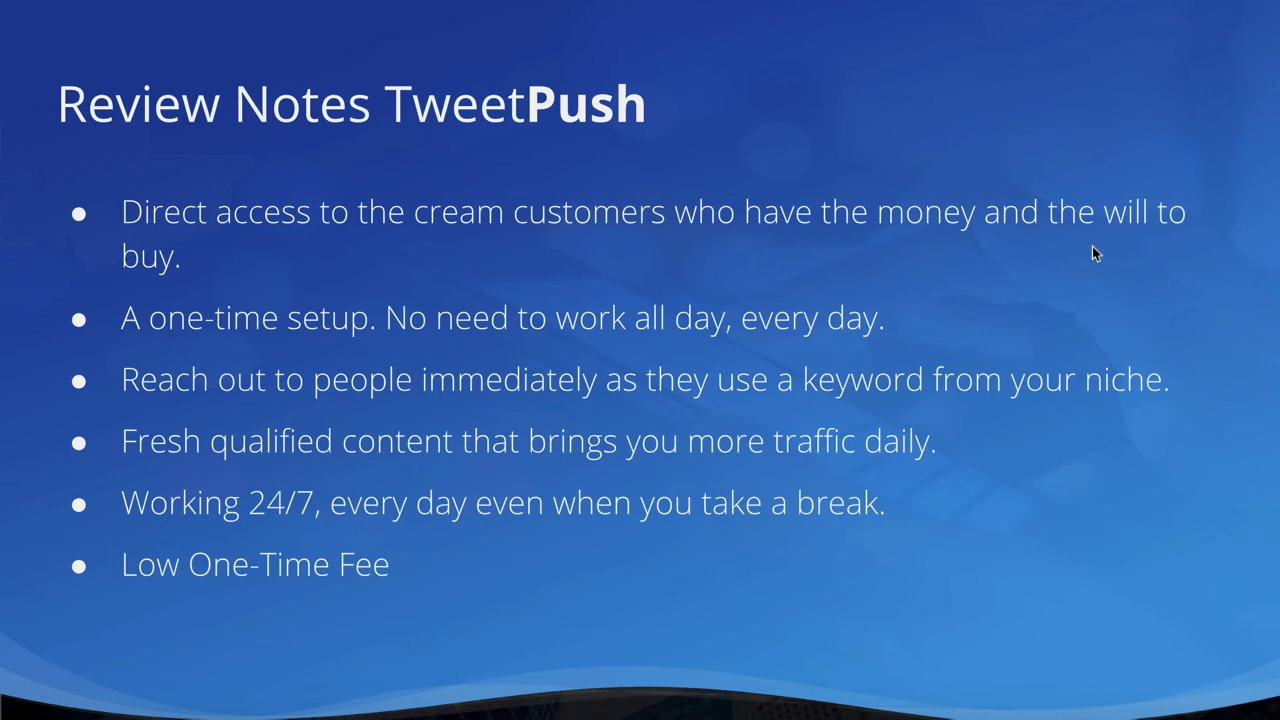 Review Notes TweetPush
● Direct access to the cream customers who have the money and the will to
buy.
● A one-time setup. No need to work all day, every day.
● Reach out to people immediately as they use a keyword from your niche.
● Fresh qualified content that brings you more traffic daily.
● Working 24/7, every day even when you take a break.
● Low One-Time Fee